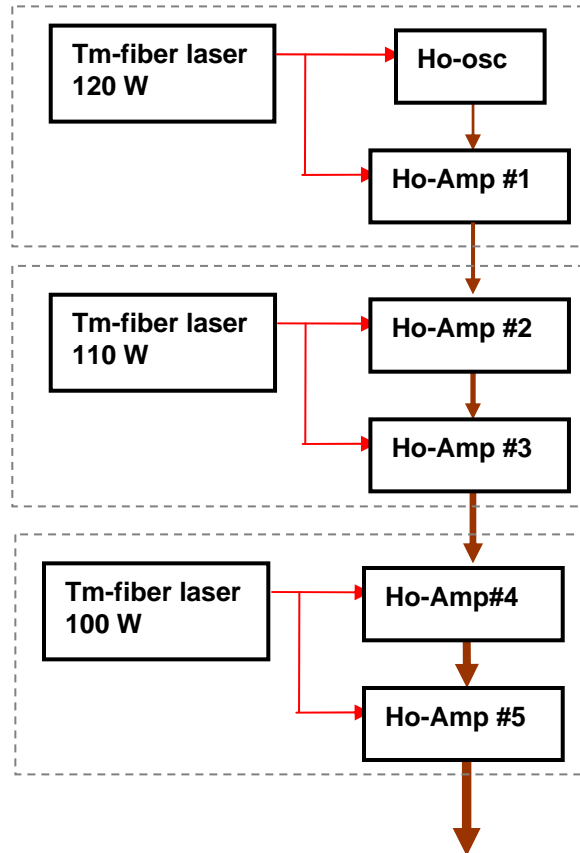 Tm-fiber laser
120 W
Ho-osc
Ho-Amp #1
Tm-fiber laser
110 W
Ho-Amp #2
Ho-Amp #3
Tm-fiber laser
100 W
Ho-Amp#4
Ho-Amp #5